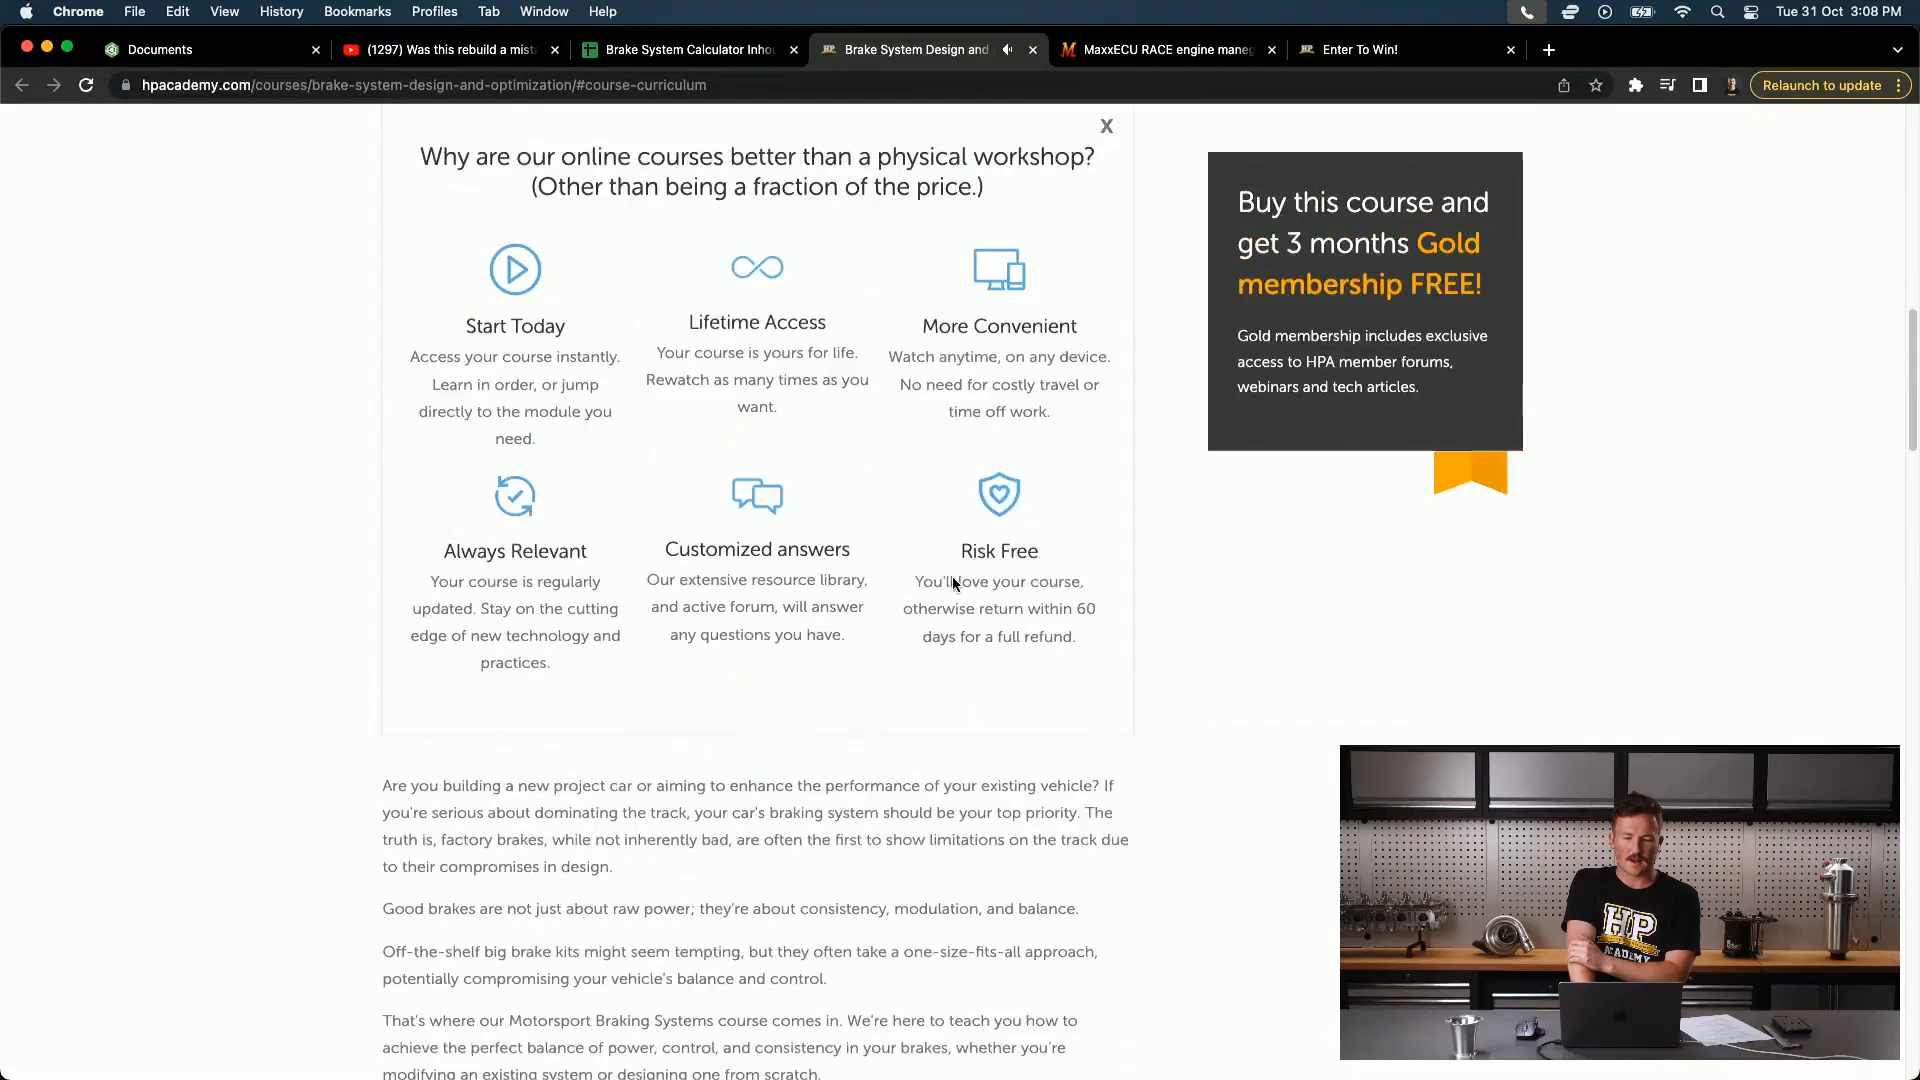 Chrome File Edit View History Bookmarks Profiles Tab Window Help Tue 31 Oct 3:08 PM
Documents (1297) Was this rebuild a mist Brake System Calculator Inhou Brake System Design and MaxxECU RACE engine mane Enter To Win!
hpacademy.com/courses/brake-system-design-and-optimization/#course-curriculum Relaunch to update
X
Why are our online courses better than a physical workshop?
(Other than being a fraction of the price.)
Start Today
Access your course instantly.
Learn in order, or jump
directly to the module you
need.
Lifetime Access
Your course is yours for life.
Rewatch as many times as you
want.
More Convenient
Watch anytime, on any device.
No need for costly travel or
time off work.
Always Relevant
Your course is regularly
updated. Stay on the cutting
edge of new technology and
practices.
Customized answers
Our extensive resource library,
and active forum, will answer
any questions you have.
Risk Free
You'll love your course,
otherwise return within 60
days for a full refund.
Buy this course and
get 3 months Gold
membership FREE!
Gold membership includes exclusive
access to HPA member forums,
webinars and tech articles.
Are you building a new project car or aiming to enhance the performance of your existing vehicle? If
you're serious about dominating the track, your car's braking system should be your top priority. The
truth is, factory brakes, while not inherently bad, are often the first to show limitations on the track due
to their compromises in design.
Good brakes are not just about raw power; they're about consistency, modulation, and balance.
Off-the-shelf big brake kits might seem tempting, but they often take a one-size-fits-all approach,
potentially compromising your vehicle's balance and control.
That's where our Motorsport Braking Systems course comes in. We're here to teach you how to
achieve the perfect balance of power, control, and consistency in your brakes, whether you're
modifying an existing system or designing one from scratch.
HP
ACADEMY